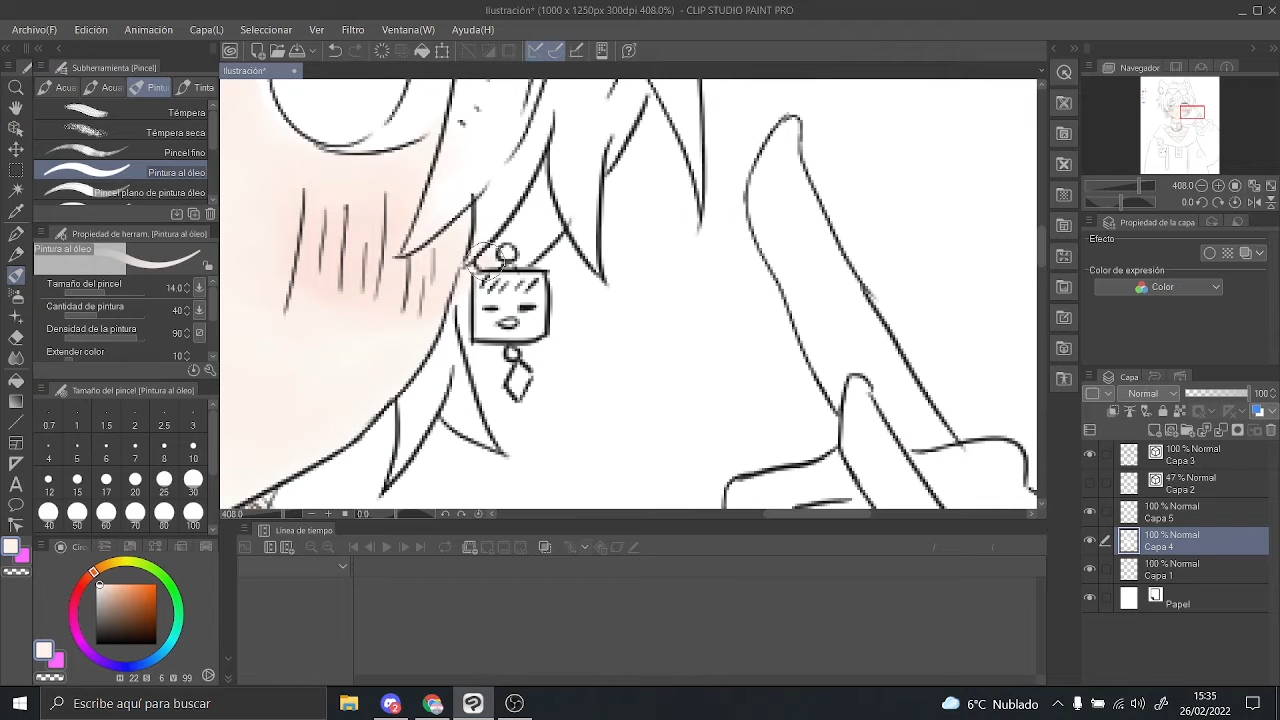 Ilustración* (1000 x 1250px 300dpi 408.0%) - CLIP STUDIO PAINT PRO
Archivo(F) Edición Animación Capa(L) Seleccionar Ver Filtro Ventana(W) Ayuda(H)
Subherramienta [Pincel]
Ilustración*
Navegador
Acua Acua Pintu Tinta
Témpera
Témpera seca
Pincel fino
Pintura al óleo
Pincel plano de pintura al óleo
408.0
0.0
Propiedad de herram. [Pintura al óleo]
Pintura al óleo
Tamaño del pincel 14.0
Cantidad de pintura 40
Densidad de la pintura 90
Extender color 10
Propiedad de la capa
Efecto
Color de expresión
Color
Tamaño del pincel [Pintura al óleo]
0.7 1 1.5 2 2.5 3
4 5 6 7 8 10
12 15 17 20 25 30
40 50 60 70 80 100
Capa
Normal 100
100 % Normal
Capa 3
47 % Normal
Capa 2
100 % Normal
Capa 5
100 % Normal
Capa 4
100 % Normal
Capa 1
Papel
408.0 0.0
Línea de tiempo
Circ
H 22 S 6 V 99
Escribe aquí para buscar
6°C Nublado
15:35
26/02/2022